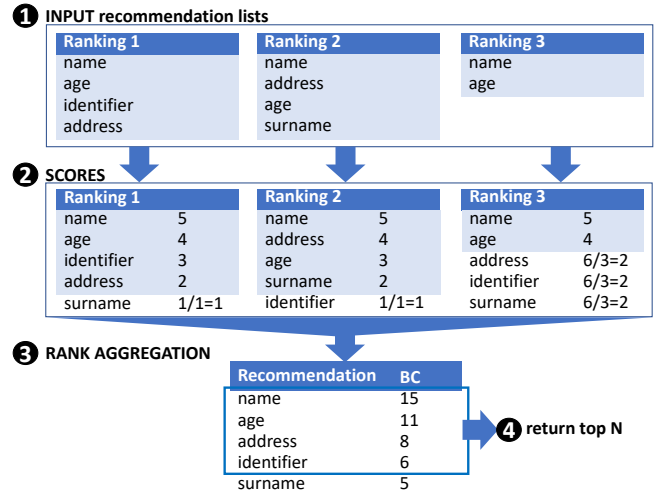 1 INPUT recommendation lists
Ranking 1 Ranking 2 Ranking 3
name name name
age address age
identifier age
address surname
2 SCORES
Ranking 1 Ranking 2 Ranking 3
name 5 name 5 name 5
age 4 address 4 age 4
identifier 3 age 3 address 6/3=2
address 2 surname 2 identifier 6/3=2
surname 1/1=1 identifier 1/1=1 surname 6/3=2
3 RANK AGGREGATION
Recommendation BC
name 15
age 11
address 8
4 return top N
identifier 6
surname 5